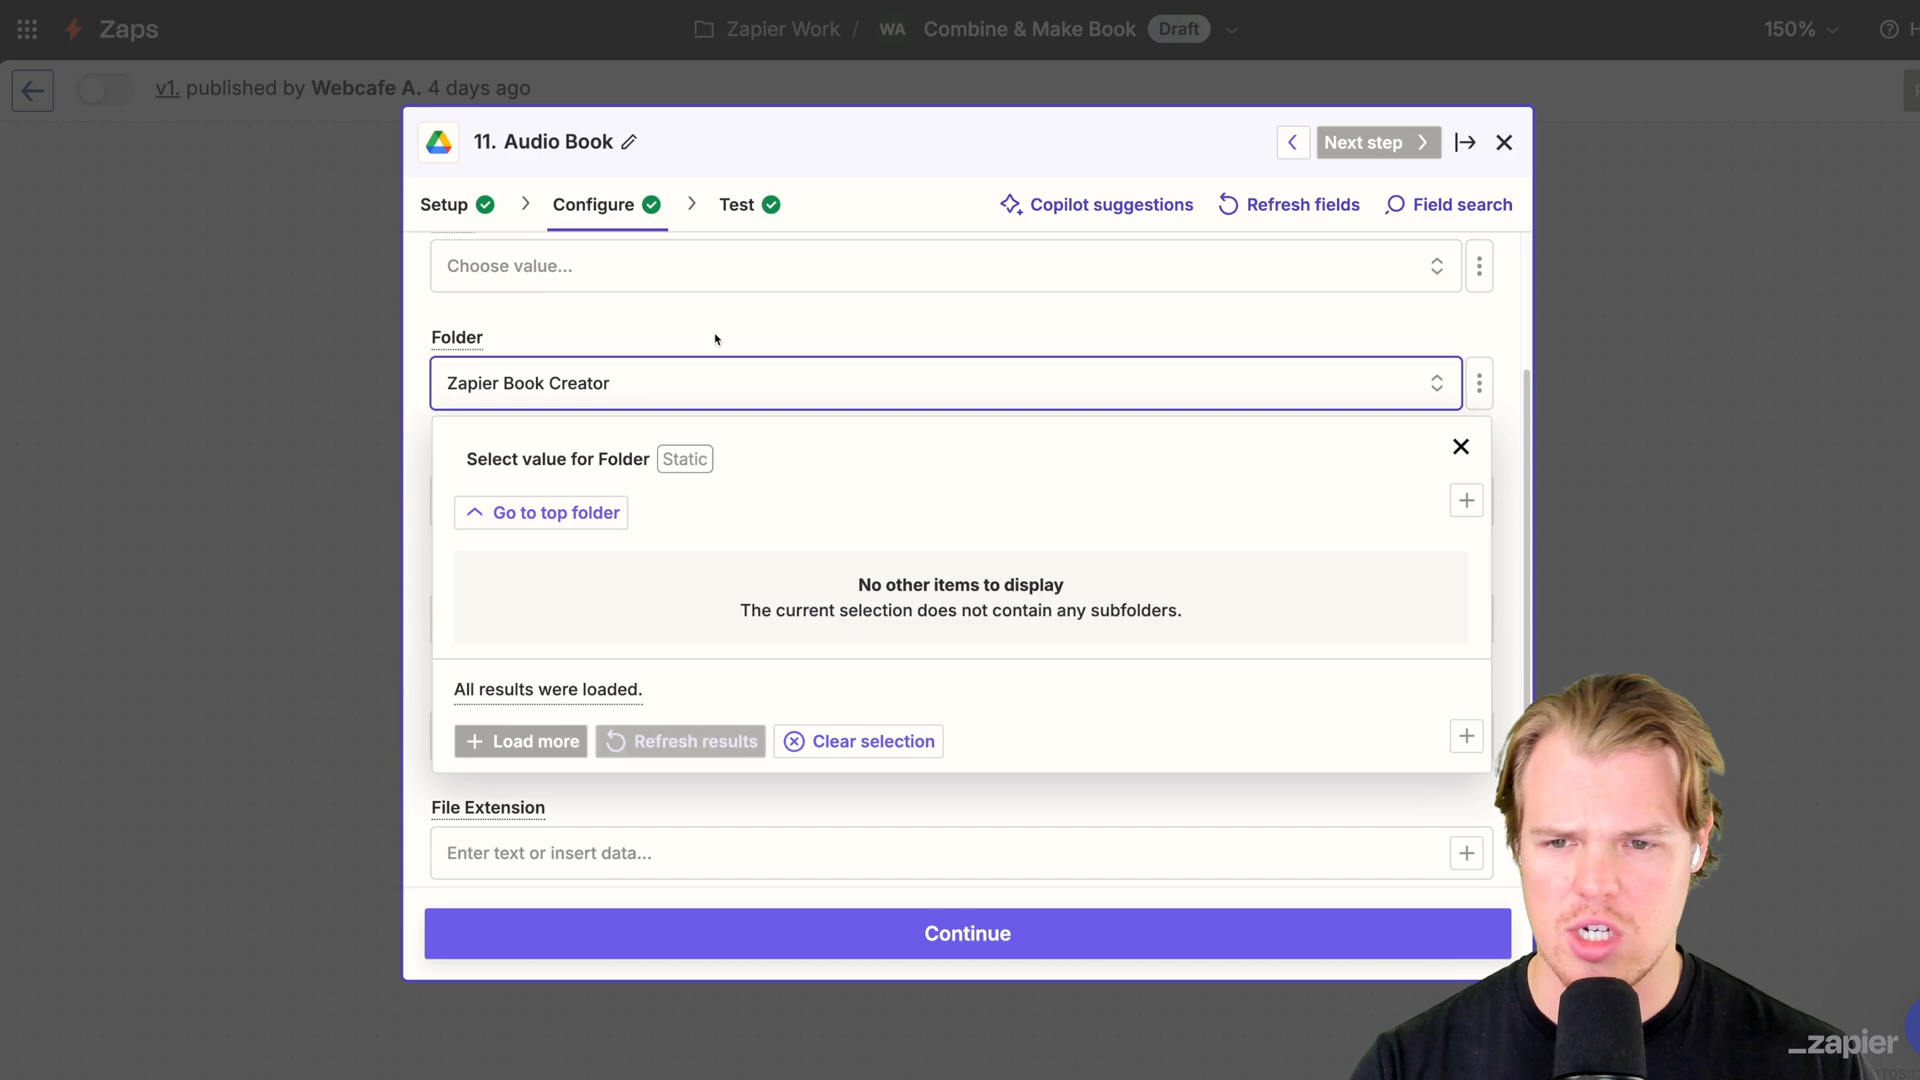 Zaps
Zapier Work / WA Combine & Make Book Draft
150%
v1. published by Webcafe A. 4 days ago
11. Audio Book
Next step
Setup
Configure
Test
Copilot suggestions
Refresh fields
Field search
Choose value...
Folder
Zapier Book Creator
Select value for Folder Static
Go to top folder
No other items to display
The current selection does not contain any subfolders.
All results were loaded.
Load more
Refresh results
Clear selection
File Extension
Enter text or insert data...
Continue
_zapier